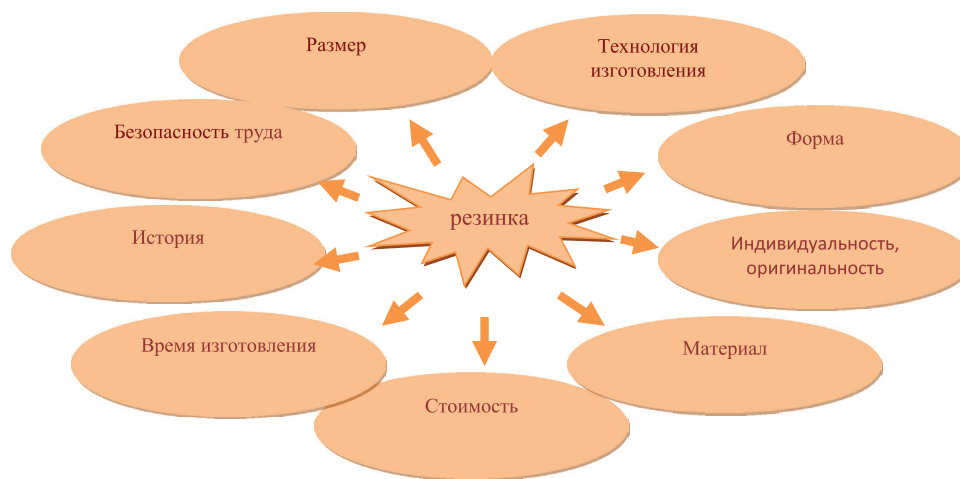 Размер
Технология
изготовления
Безопасность труда
Форма
резинка
История
Индивидуальность,
оригинальность
Время изготовления
Материал
Стоимость